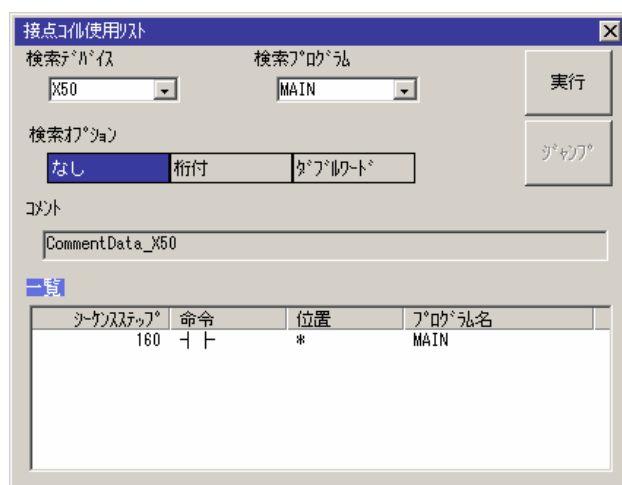 接点ｺｲﾙ使用ﾘｽﾄ
検索ﾃﾞﾊﾞｲｽ 検索ﾌﾟﾛｸﾞﾗﾑ
X50 MAIN 実行
検索ｵﾌﾟｼｮﾝ
なし 桁付 ﾀﾞﾌﾞﾙﾜｰﾄﾞ ｼﾞｬﾝﾌﾟ
ｺﾒﾝﾄ
CommentData_X50
一覧
ｼｰｹﾝｽｽﾃｯﾌﾟ 命令 位置 ﾌﾟﾛｸﾞﾗﾑ名
160 ┤├ * MAIN